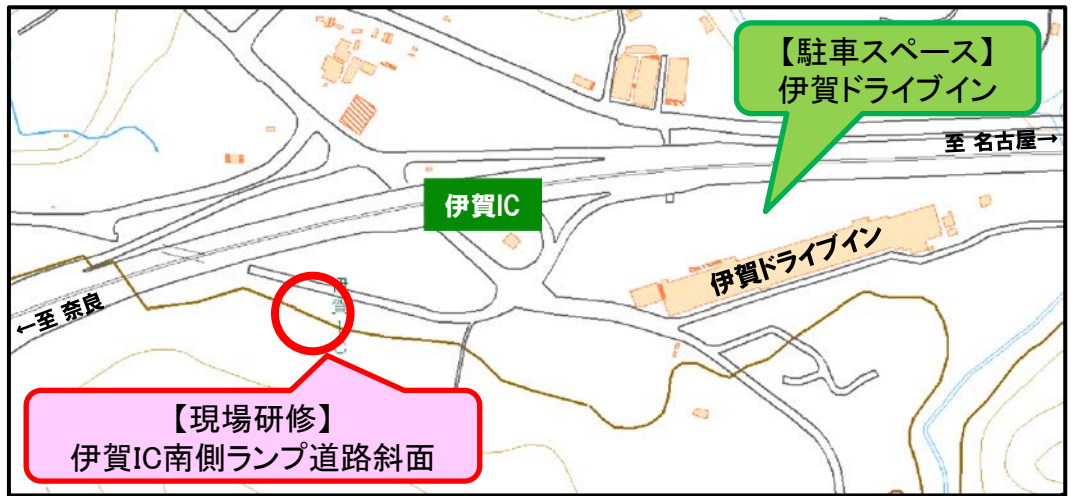 【駐車スペース】
伊賀ドライブイン
至 名古屋→
伊賀IC
伊賀ドライブイン
←至 奈良
【現場研修】
伊賀IC南側ランプ道路斜面